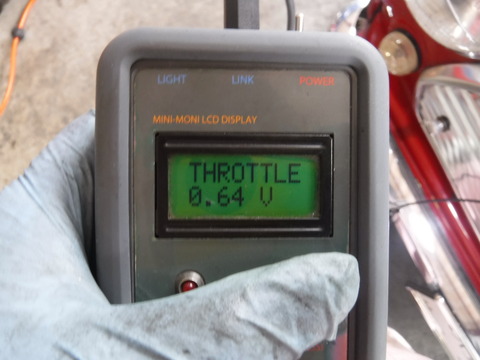 LIGHT LINK POWER
MINI-MONI LCD DISPLAY
THROTTLE
0.64 V